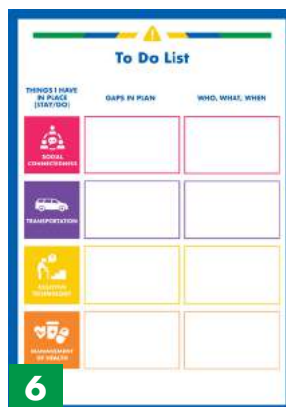 To Do List
THINGS I HAVE
IN PLACE
(STAY/GO)
GAPS IN PLAN
WHO, WHAT, WHEN
SOCIAL
CONNECTEDNESS
TRANSPORTATION
ASSISTIVE
TECHNOLOGY
MANAGEMENT
OF HEALTH
6